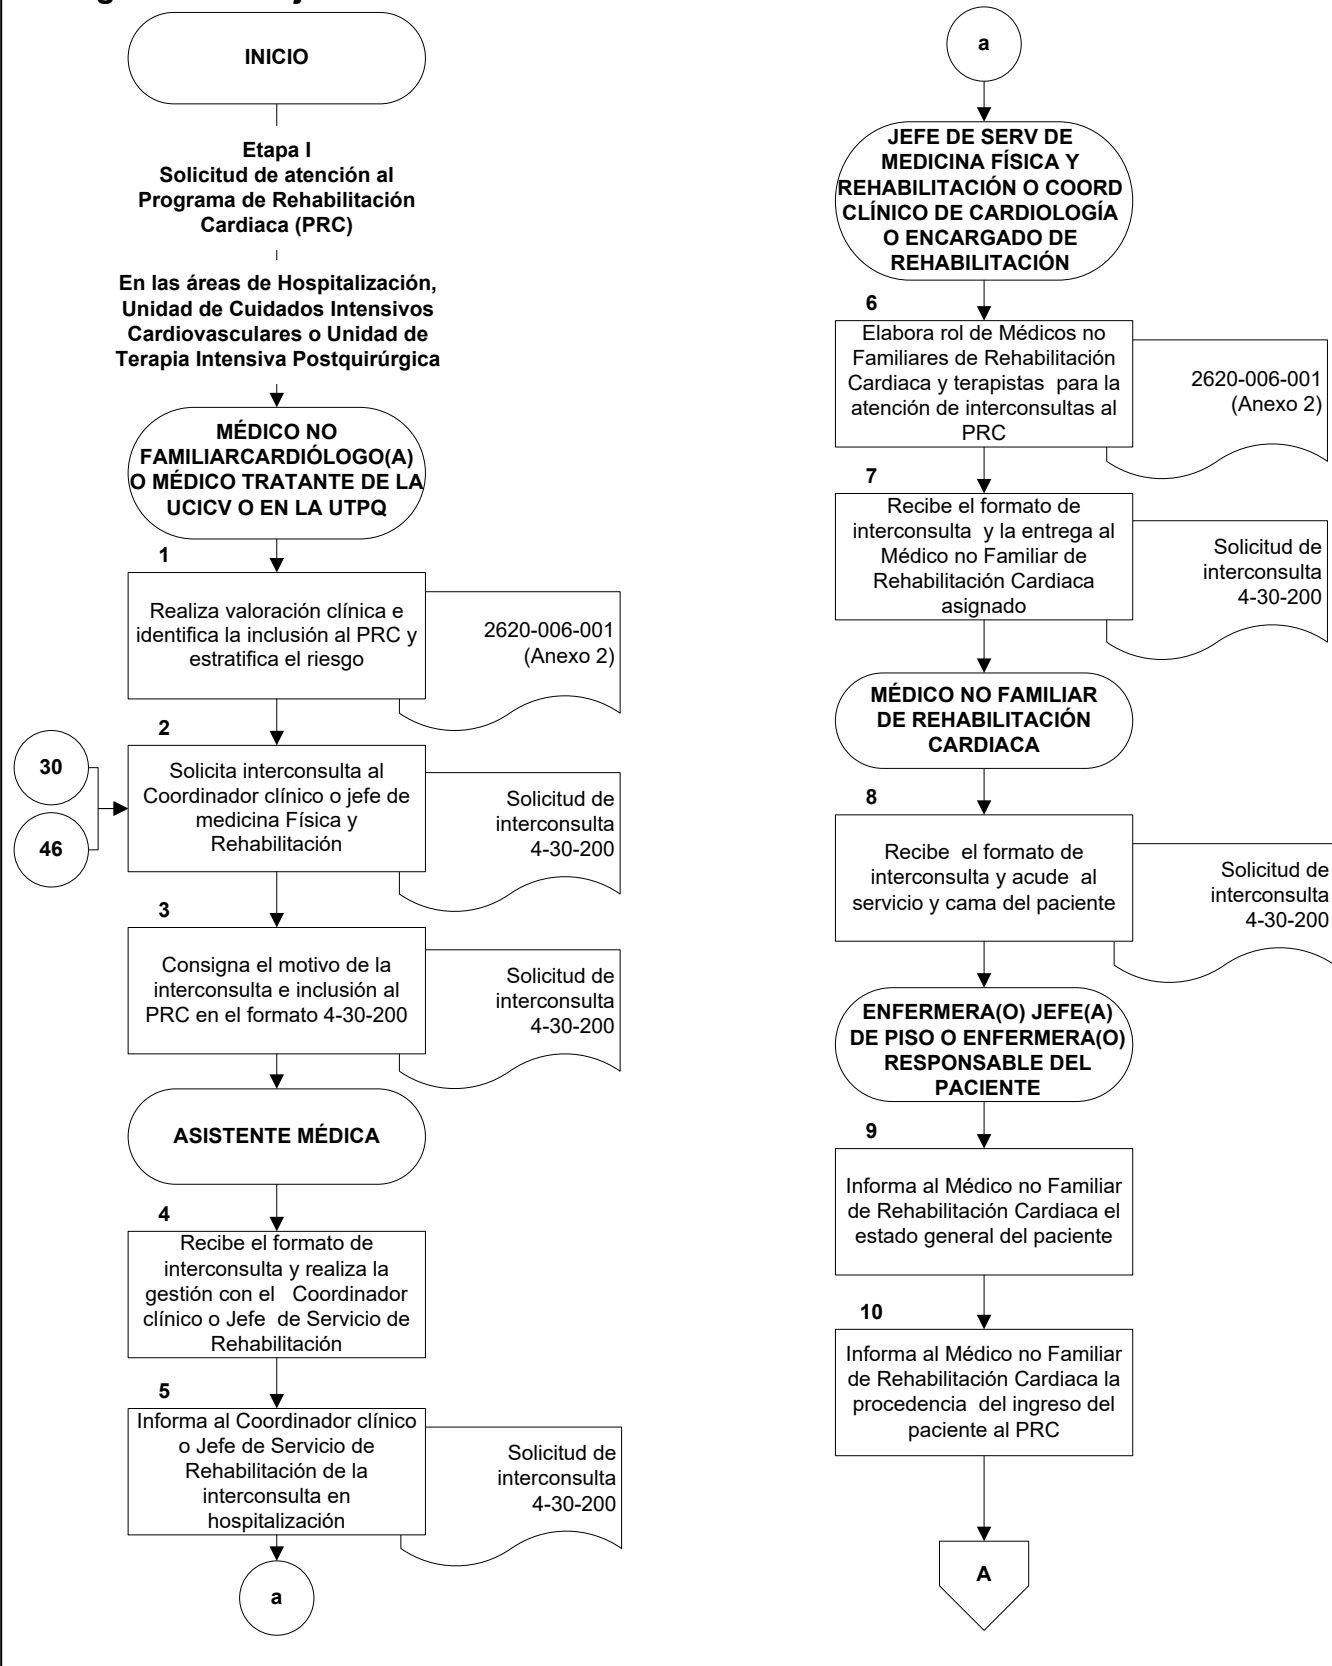 INICIO
Etapa I
Solicitud de atención al
Programa de Rehabilitación
Cardiaca (PRC)
En las áreas de Hospitalización,
Unidad de Cuidados Intensivos
Cardiovasculares o Unidad de
Terapia Intensiva Postquirúrgica
MÉDICO NO
FAMILIARCARDIÓLOGO(A)
O MÉDICO TRATANTE DE LA
UCICV O EN LA UTPQ
1
Realiza valoración clínica e
identifica la inclusión al PRC y
estratifica el riesgo
2620-006-001
(Anexo 2)
2
30
46
Solicita interconsulta al
Coordinador clínico o jefe de
medicina Física y
Rehabilitación
Solicitud de
interconsulta
4-30-200
3
Consigna el motivo de la
interconsulta e inclusión al
PRC en el formato 4-30-200
Solicitud de
interconsulta
4-30-200
ASISTENTE MÉDICA
4
Recibe el formato de
interconsulta y realiza la
gestión con el Coordinador
clínico o Jefe de Servicio de
Rehabilitación
5
Informa al Coordinador clínico
o Jefe de Servicio de
Rehabilitación de la
interconsulta en
hospitalización
Solicitud de
interconsulta
4-30-200
a
a
JEFE DE SERV DE
MEDICINA FÍSICA Y
REHABILITACIÓN O COORD
CLÍNICO DE CARDIOLOGÍA
O ENCARGADO DE
REHABILITACIÓN
6
Elabora rol de Médicos no
Familiares de Rehabilitación
Cardiaca y terapistas para la
atención de interconsultas al
PRC
2620-006-001
(Anexo 2)
7
Recibe el formato de
interconsulta y la entrega al
Médico no Familiar de
Rehabilitación Cardiaca
asignado
Solicitud de
interconsulta
4-30-200
MÉDICO NO FAMILIAR
DE REHABILITACIÓN
CARDIACA
8
Recibe el formato de
interconsulta y acude al
servicio y cama del paciente
Solicitud de
interconsulta
4-30-200
ENFERMERA(O) JEFE(A)
DE PISO O ENFERMERA(O)
RESPONSABLE DEL
PACIENTE
9
Informa al Médico no Familiar
de Rehabilitación Cardiaca el
estado general del paciente
10
Informa al Médico no Familiar
de Rehabilitación Cardiaca la
procedencia del ingreso del
paciente al PRC
A